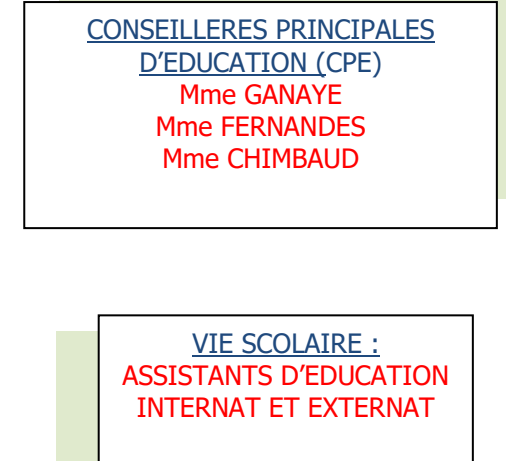 CONSEILLERES PRINCIPALES
D’EDUCATION (CPE)
Mme GANAYE
Mme FERNANDES
Mme CHIMBAUD
VIE SCOLAIRE :
ASSISTANTS D’EDUCATION
INTERNAT ET EXTERNAT